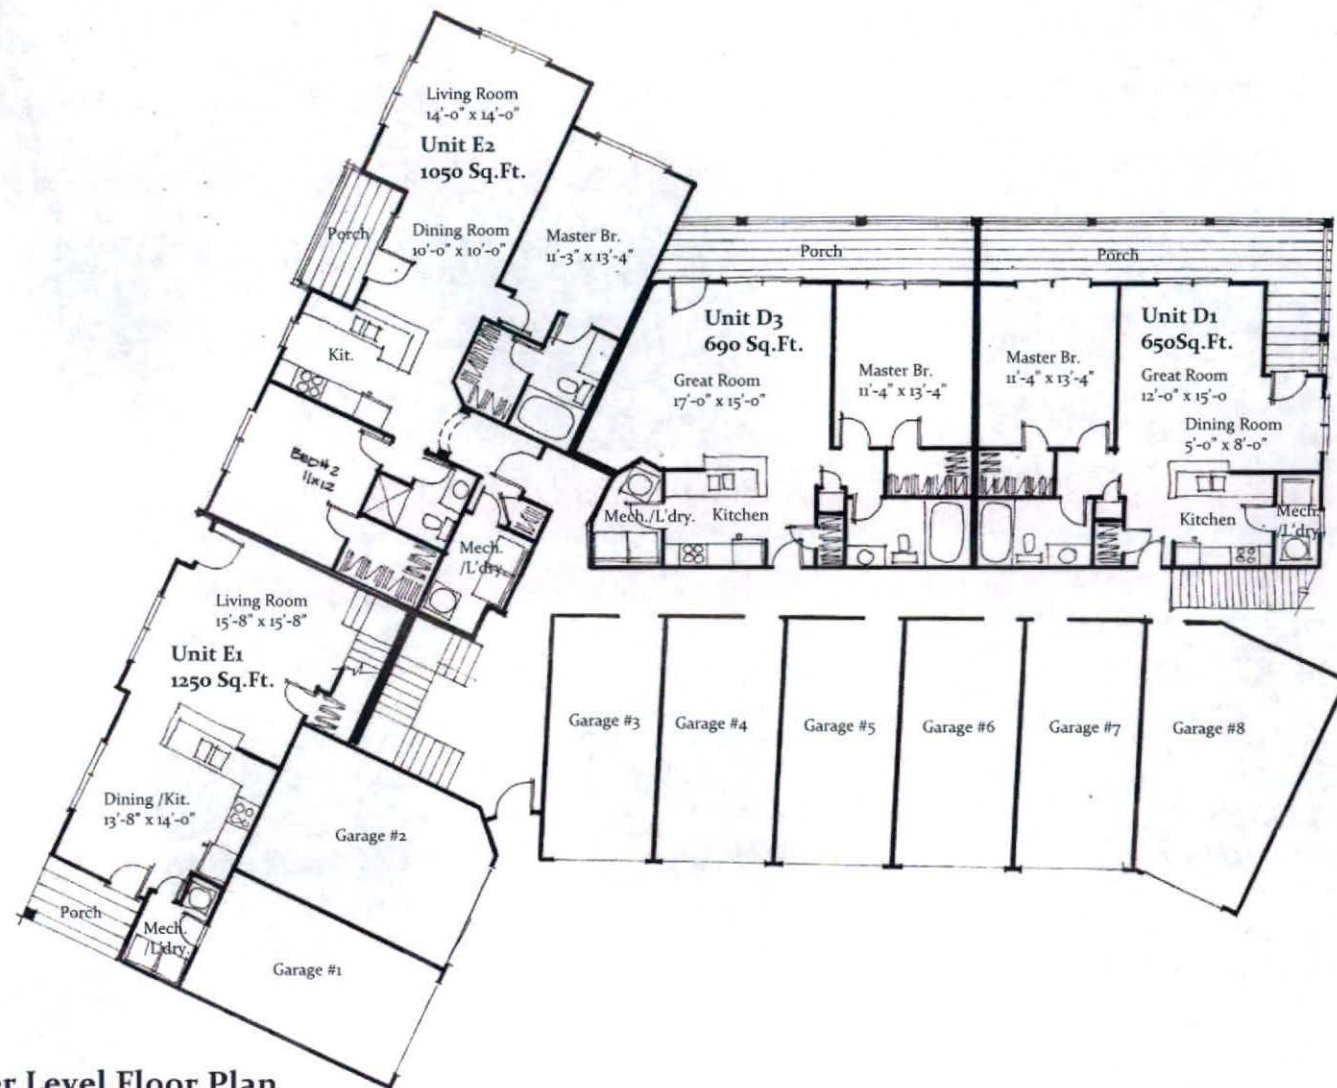 Living Room
14'-0" x 14'-0"
Unit E2
1050 Sq.Ft.
Porch
Dining Room
10'-0" x 10'-0"
Master Br.
11'-3" x 13'-4"
Kit.
BED#2
11x12
Mech.
/L'dry.
Porch
Unit D3
690 Sq.Ft.
Great Room
17'-0" x 15'-0"
Master Br.
11'-4" x 13'-4"
Mech./L'dry.
Kitchen
Porch
Master Br.
11'-4" x 13'-4"
Unit D1
650Sq.Ft.
Great Room
12'-0" x 15'-0
Dining Room
5'-0" x 8'-0"
Kitchen
Mech.
/L'dry.
Living Room
15'-8" x 15'-8"
Unit E1
1250 Sq.Ft.
Dining /Kit.
13'-8" x 14'-0"
Porch
Mech.
/L'dry.
Garage #2
Garage #1
Garage #3
Garage #4
Garage #5
Garage #6
Garage #7
Garage #8
Level Floor Plan